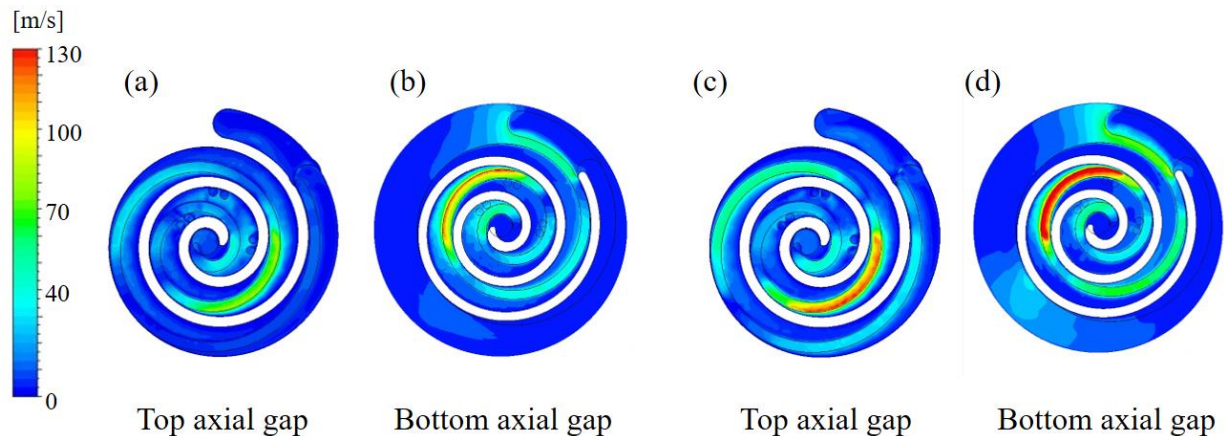 [m/s]
130
100
70
40
0
(a)
(b)
(c)
(d)
Top axial gap
Bottom axial gap
Top axial gap
Bottom axial gap